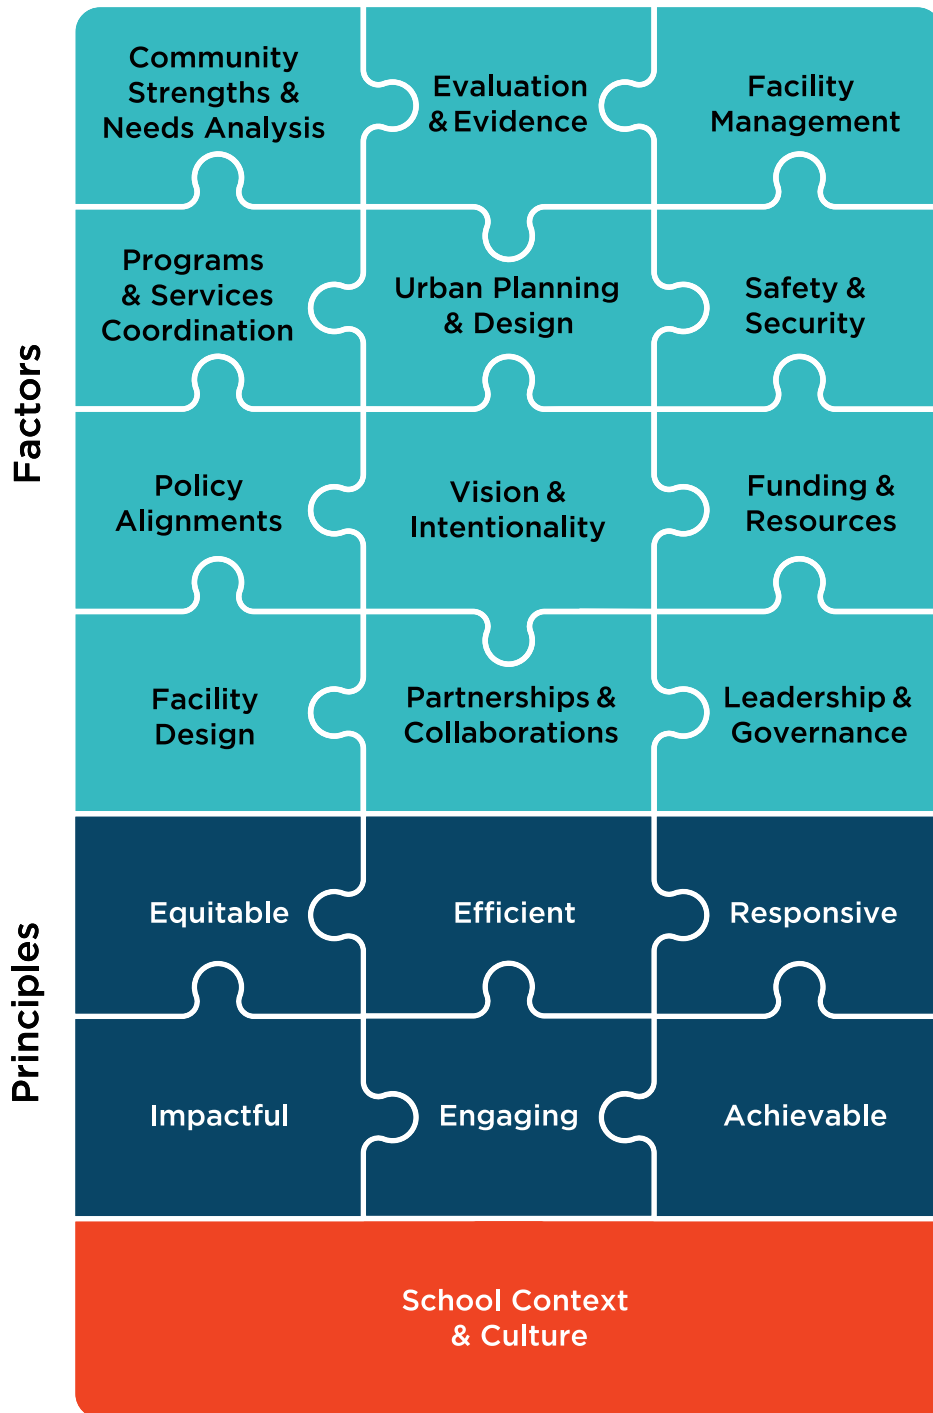 Factors
Community
Strengths &
Needs Analysis
Evaluation
& Evidence
Facility
Management
Programs
& Services
Coordination
Urban Planning
& Design
Safety &
Security
Policy
Alignments
Vision &
Intentionality
Funding &
Resources
Facility
Design
Partnerships &
Collaborations
Leadership &
Governance
Principles
Equitable
Efficient
Responsive
Impactful
Engaging
Achievable
School Context
& Culture